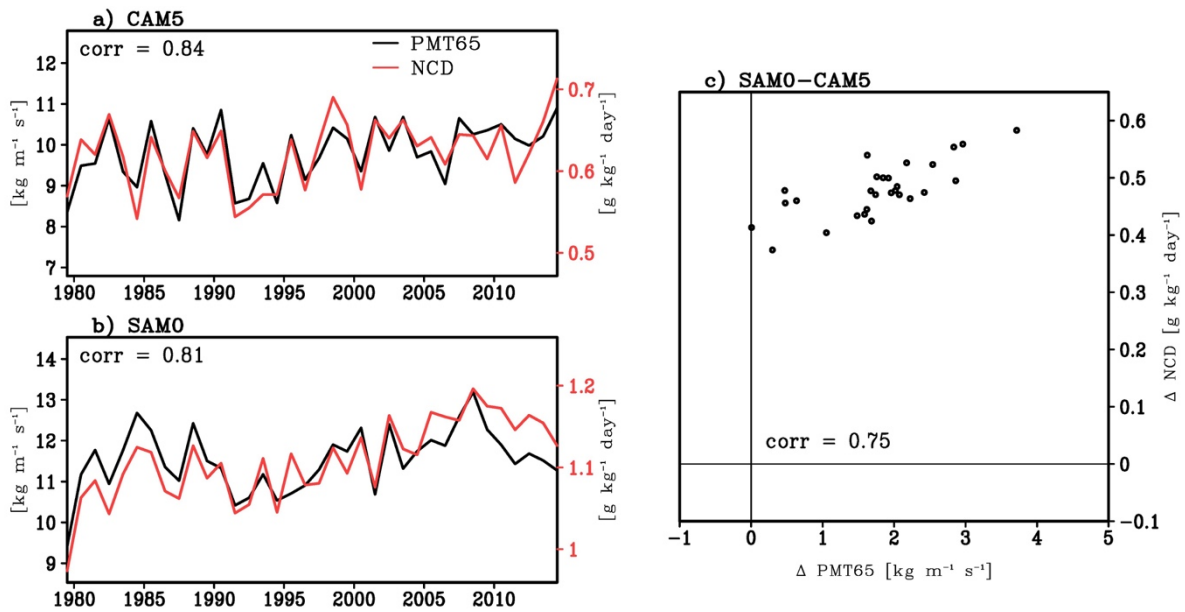 a) CAM5
corr = 0.84
PMT65
NCD
12
11
10
9
8
7
[kg m⁻¹ s⁻¹]
0.7
0.6
0.5
[g kg⁻¹ day⁻¹]
1980 1985 1990 1995 2000 2005 2010
b) SAM0
corr = 0.81
14
13
12
11
10
9
[kg m⁻¹ s⁻¹]
1.2
1.1
1
[g kg⁻¹ day⁻¹]
1980 1985 1990 1995 2000 2005 2010
c) SAM0-CAM5
0.6
0.5
0.4
0.3
0.2
0.1
0
-0.1
Δ NCD [g kg⁻¹ day⁻¹]
corr = 0.75
-1 0 1 2 3 4 5
Δ PMT65 [kg m⁻¹ s⁻¹]